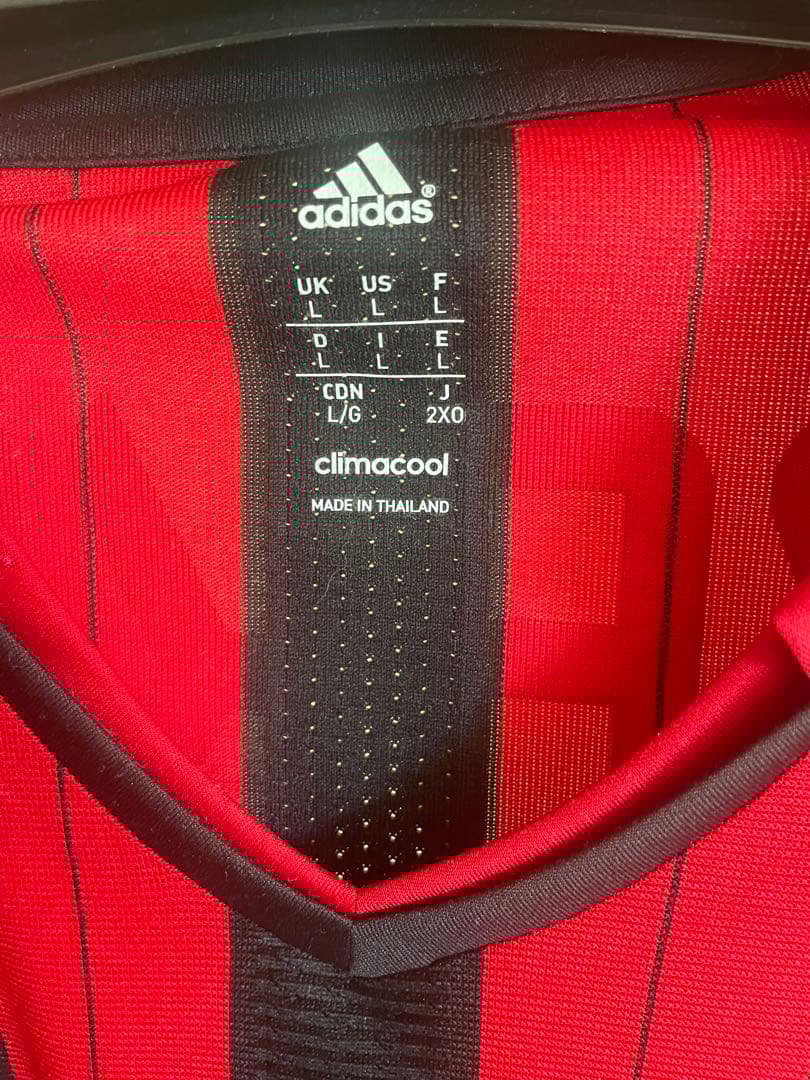 adidas®
UK US F
L L L
D I E
L L L
CDN J
L/G 2XO
climacool
MADE IN THAILAND